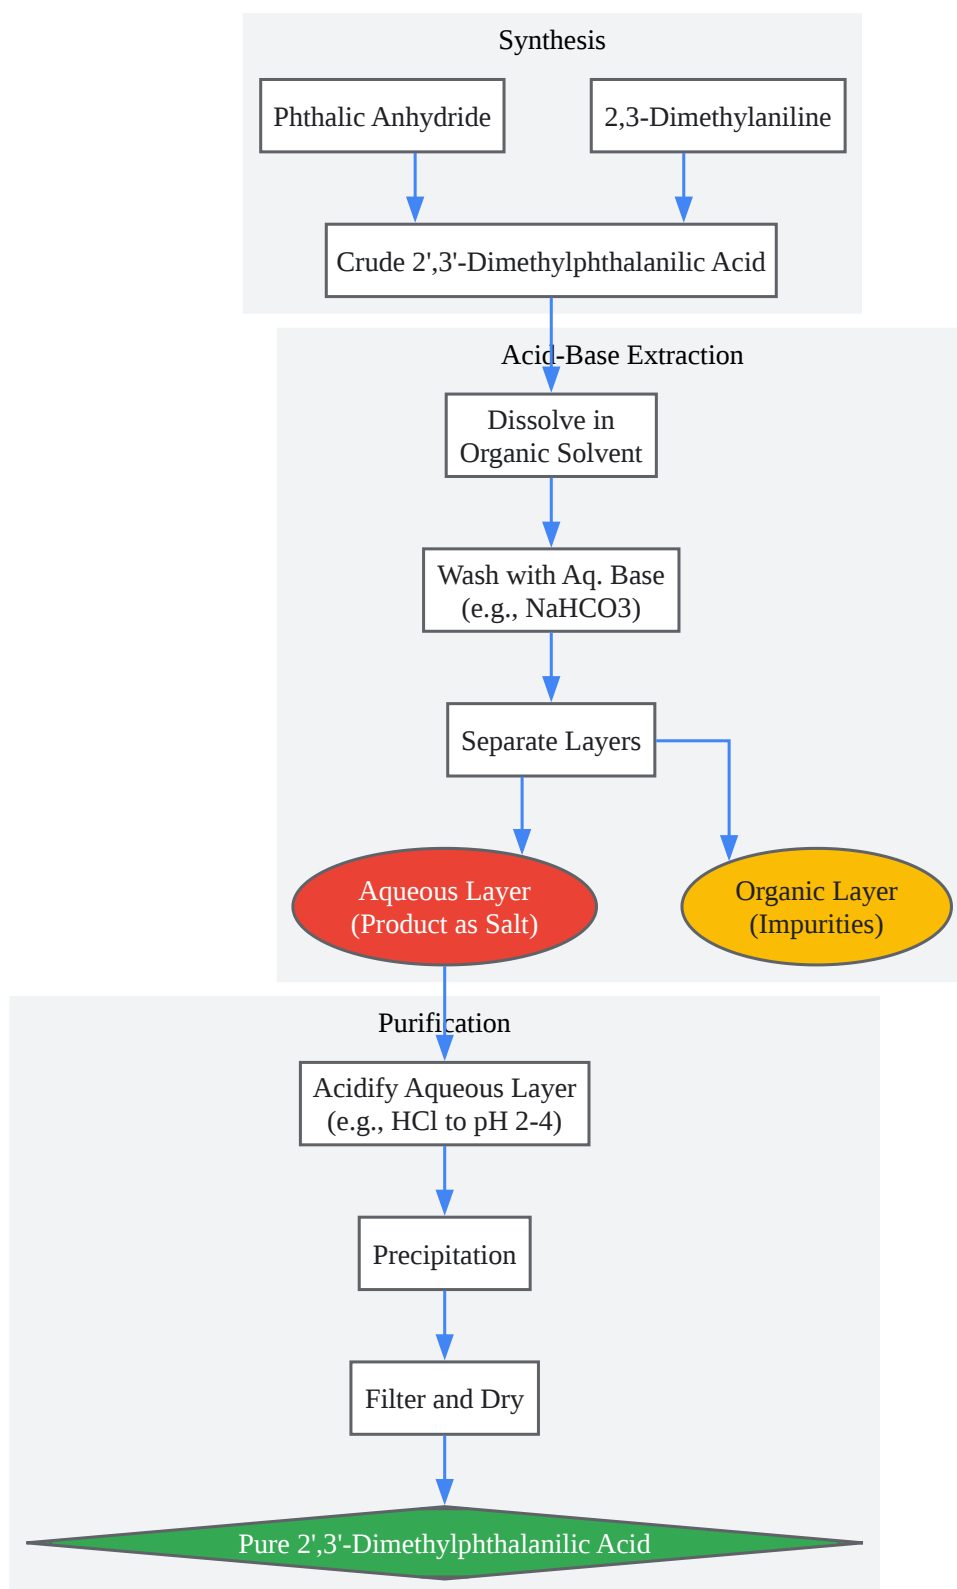 Synthesis
Phthalic Anhydride
2,3-Dimethylaniline
Crude 2',3'-Dimethylphthalanilic Acid
Acid-Base Extraction
Dissolve in
Organic Solvent
Wash with Aq. Base
(e.g., NaHCO3)
Separate Layers
Aqueous Layer
(Product as Salt)
Organic Layer
(Impurities)
Purification
Acidify Aqueous Layer
(e.g., HCl to pH 2-4)
Precipitation
Filter and Dry
Pure 2',3'-Dimethylphthalanilic Acid